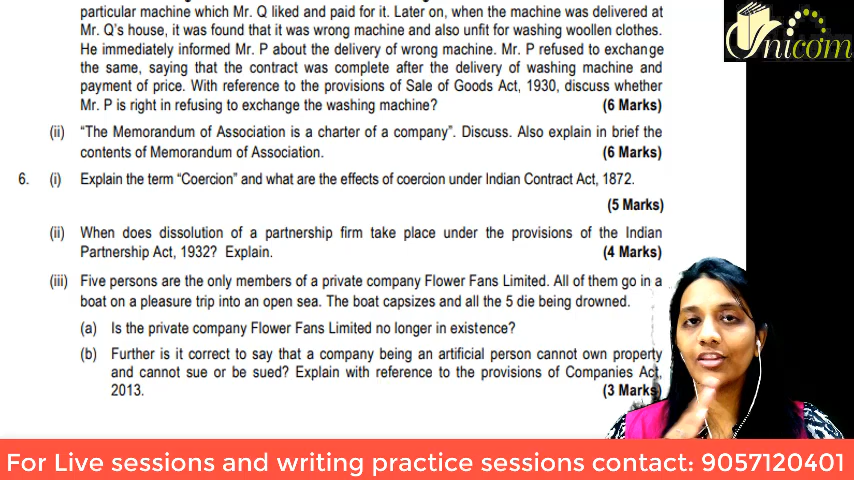 particular machine which Mr. Q liked and paid for it. Later on, when the machine was delivered at
Mr. Q's house, it was found that it was wrong machine and also unfit for washing woollen clothes.
He immediately informed Mr. P about the delivery of wrong machine. Mr. P refused to exchange
the same, saying that the contract was complete after the delivery of washing machine and
payment of price. With reference to the provisions of Sale of Goods Act, 1930, discuss whether
Mr. P is right in refusing to exchange the washing machine? (6 Marks)
(ii) “The Memorandum of Association is a charter of a company”. Discuss. Also explain in brief the
contents of Memorandum of Association. (6 Marks)
6. (i) Explain the term “Coercion” and what are the effects of coercion under Indian Contract Act, 1872.
(5 Marks)
(ii) When does dissolution of a partnership firm take place under the provisions of the Indian
Partnership Act, 1932? Explain. (4 Marks)
(iii) Five persons are the only members of a private company Flower Fans Limited. All of them go in a
boat on a pleasure trip into an open sea. The boat capsizes and all the 5 die being drowned.
(a) Is the private company Flower Fans Limited no longer in existence?
(b) Further is it correct to say that a company being an artificial person cannot own property
and cannot sue or be sued? Explain with reference to the provisions of Companies Act,
2013. (3 Marks)
Unicom
For Live sessions and writing practice sessions contact: 9057120401